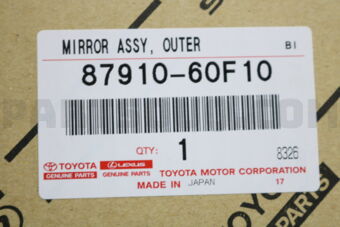 MIRROR ASSY, OUTER BI
87910-60F10
QTY: 1 8326
TOYOTA LEXUS
GENUINE PARTS GENUINE PARTS TOYOTA MOTOR CORPORATION
MADE IN JAPAN 17